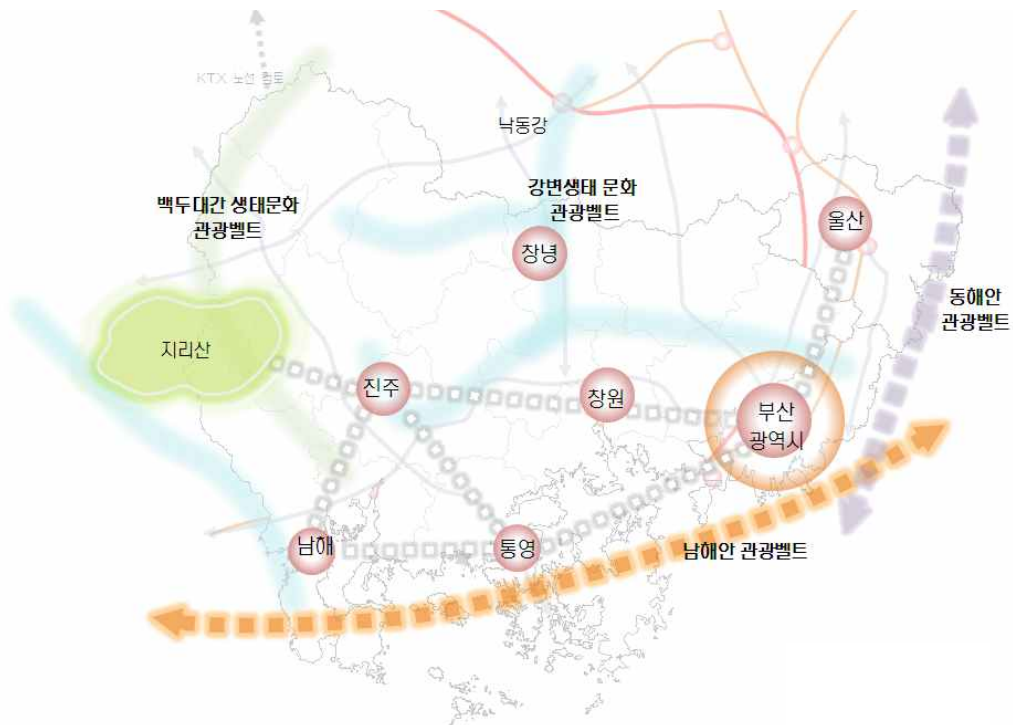 KTX 노선 검토
낙동강
백두대간 생태문화
관광벨트
강변생태 문화
관광벨트
울산
창녕
동해안
관광벨트
지리산
진주
창원
부산
광역시
남해
통영
남해안 관광벨트